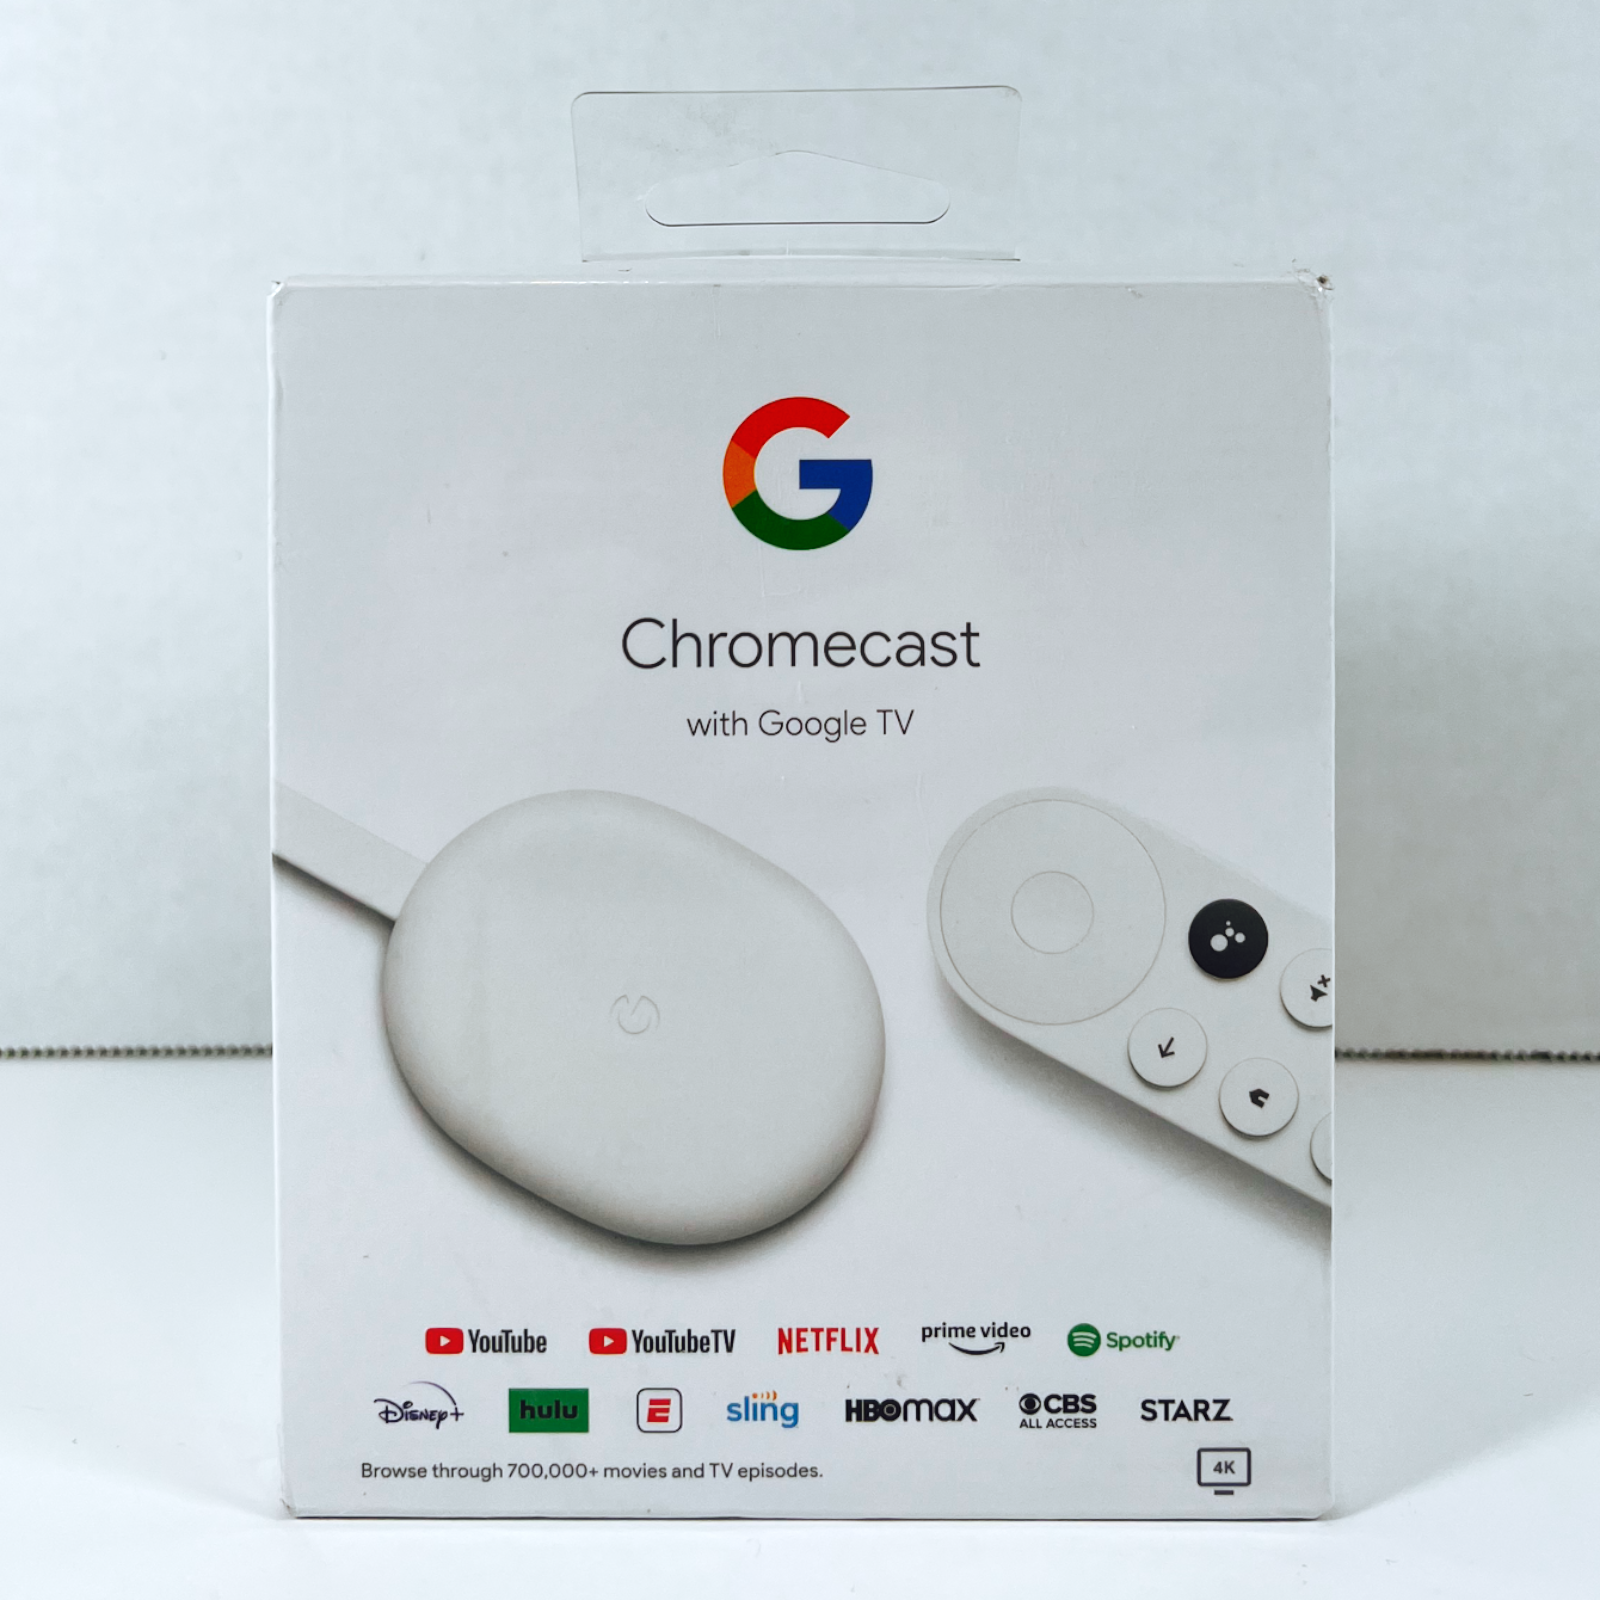 G
Chromecast
with Google TV
G
YouTube YouTubeTV NETFLIX prime video Spotify
Disney+ hulu E sling HBOmax CBS ALL ACCESS STARZ
Browse through 700,000+ movies and TV episodes. 4K